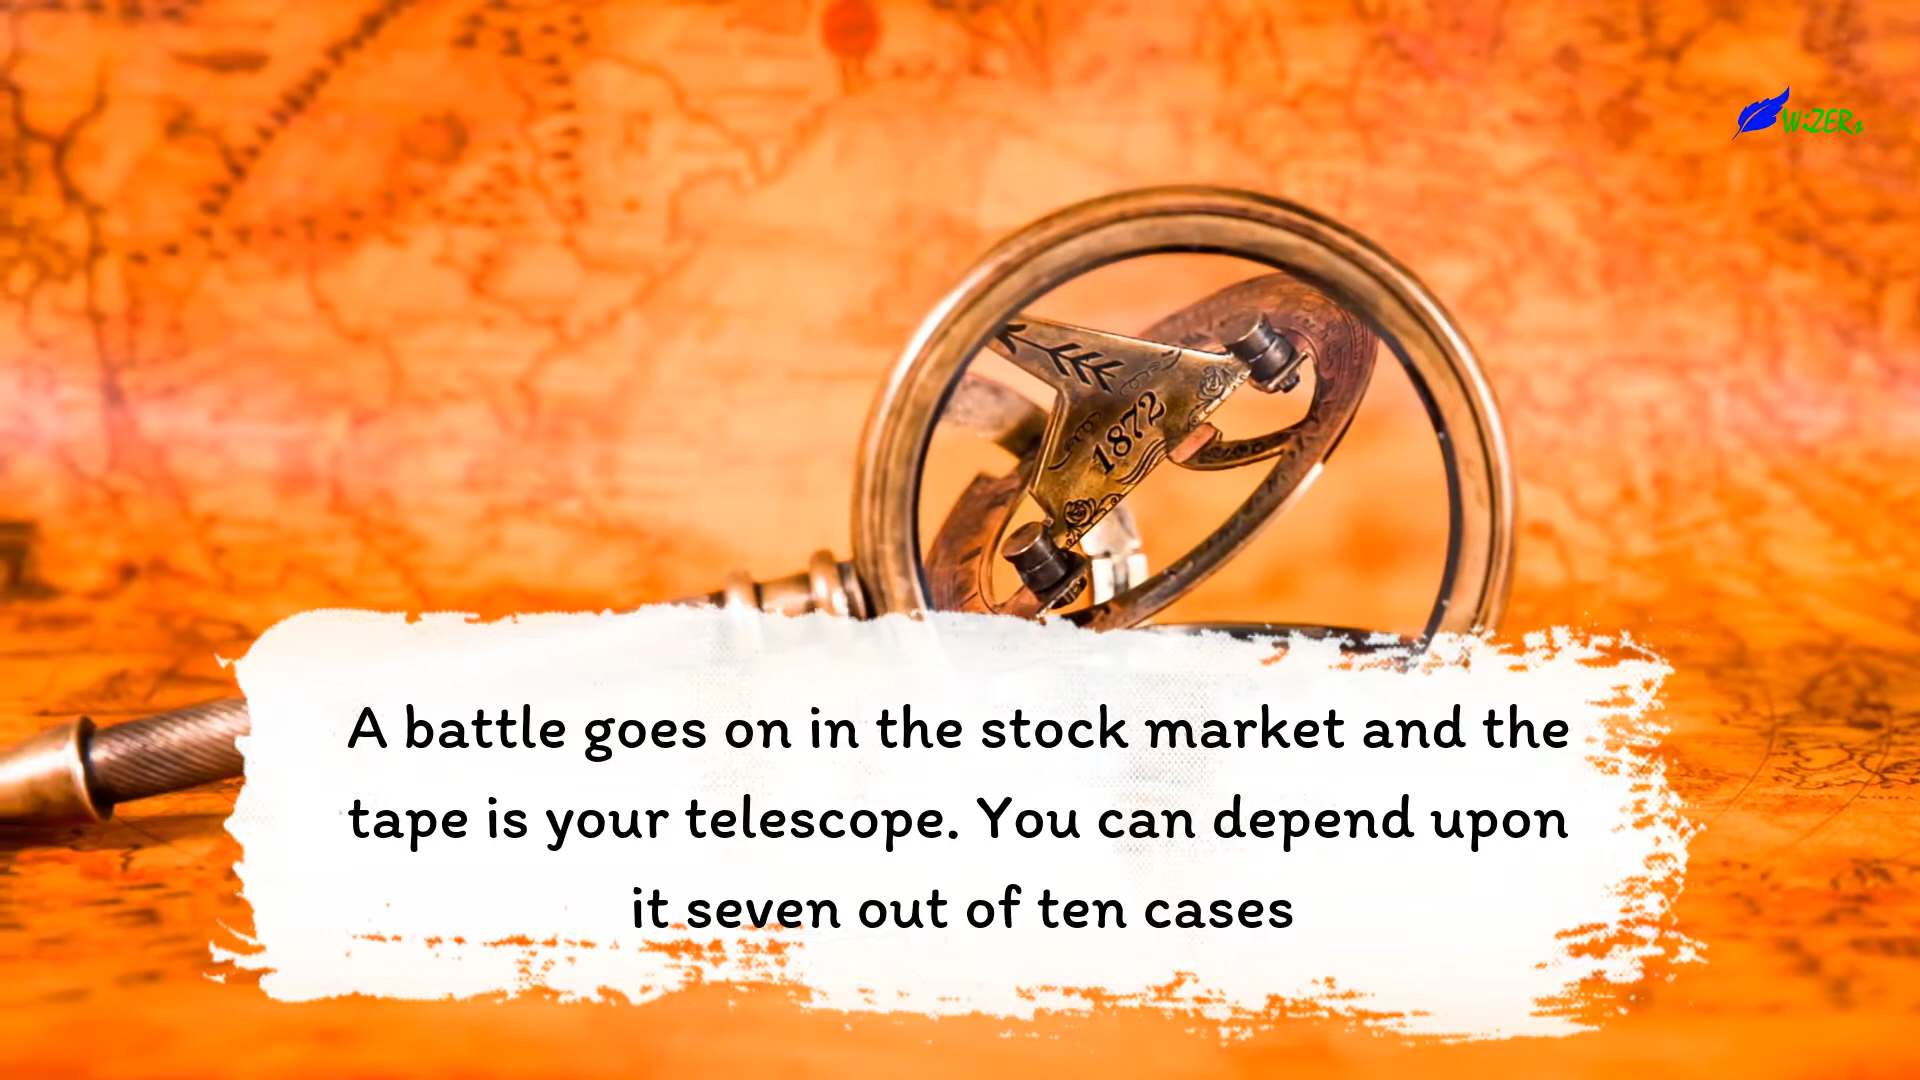 WiZERs
1872
A battle goes on in the stock market and the
tape is your telescope. You can depend upon
it seven out of ten cases